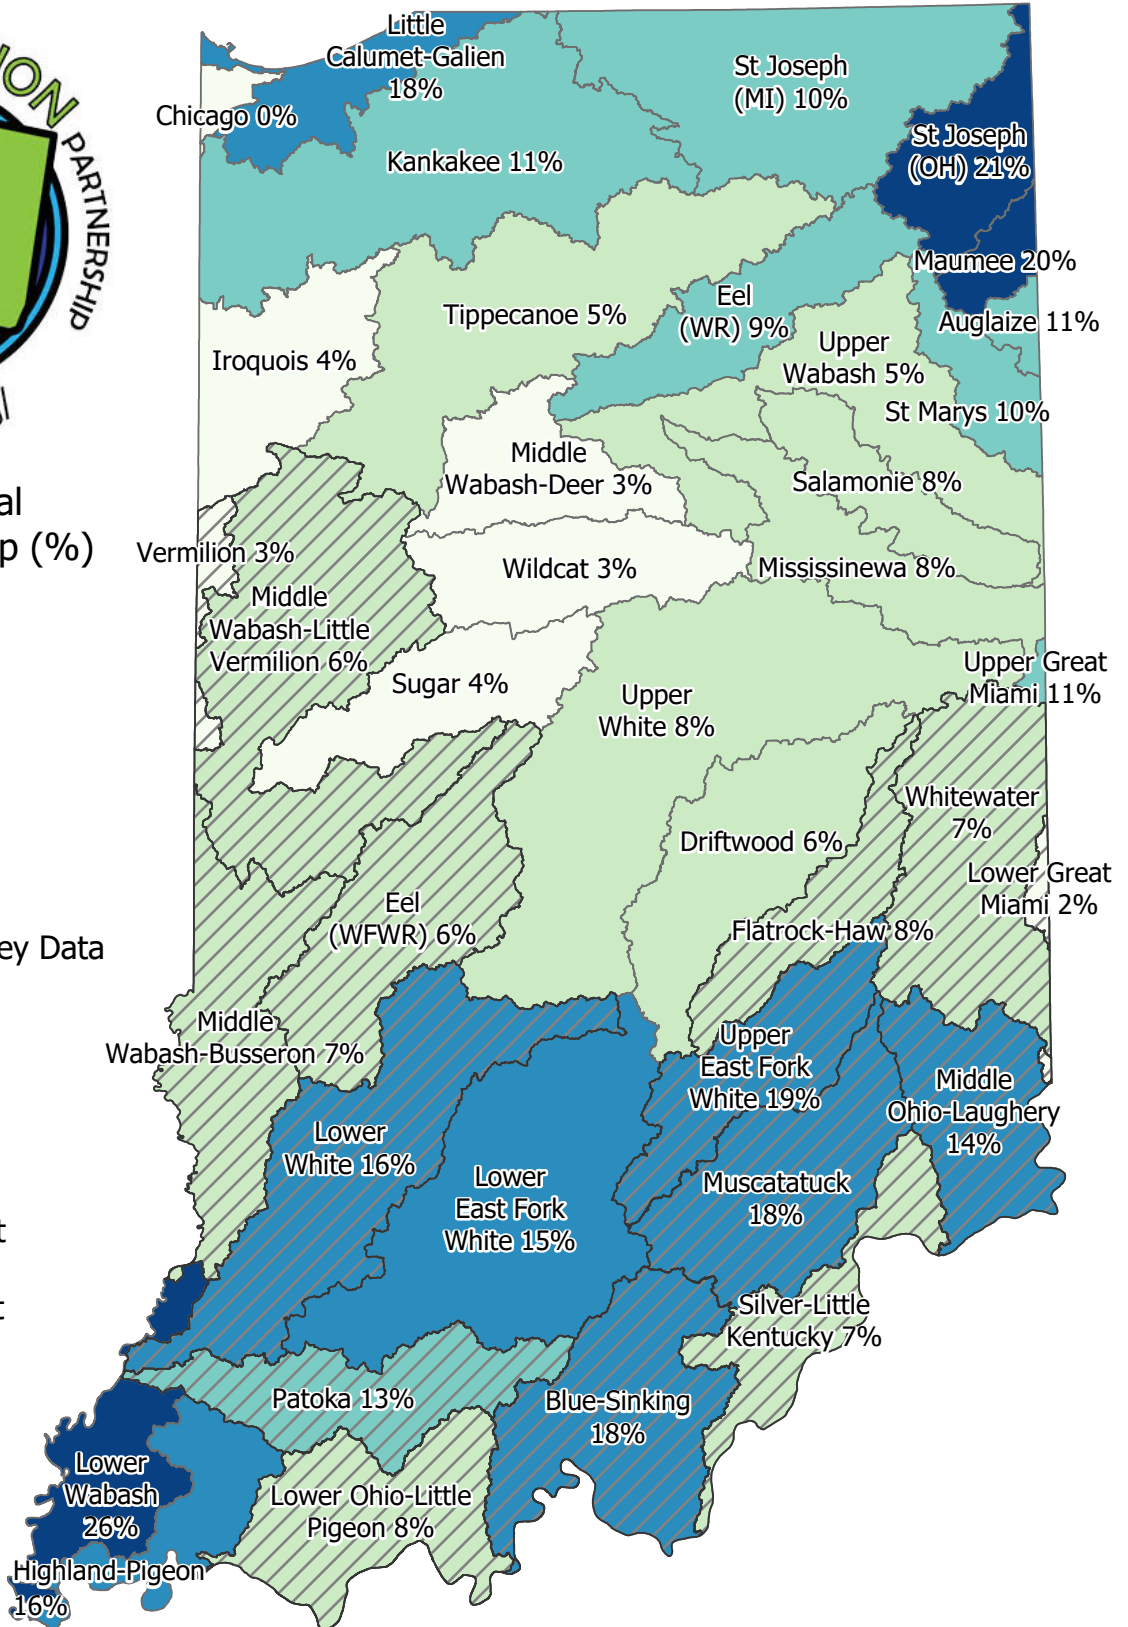 ION
PARTNERSHIP
al
p (%)
ey Data
t
t
Little
Calumet-Galien
18%
St Joseph
(MI) 10%
Chicago 0%
St Joseph
(OH) 21%
Kankakee 11%
Maumee 20%
Eel
(WR) 9%
Tippecanoe 5%
Auglaize 11%
Upper
Wabash 5%
Iroquois 4%
St Marys 10%
Middle
Wabash-Deer 3%
Salamonie 8%
Vermilion 3%
Wildcat 3%
Mississinewa 8%
Middle
Wabash-Little
Vermilion 6%
Upper Great
Miami 11%
Sugar 4%
Upper
White 8%
Whitewater
7%
Driftwood 6%
Lower Great
Miami 2%
Eel
(WFWR) 6%
Flatrock-Haw 8%
Middle
Wabash-Busseron 7%
Upper
East Fork
White 19%
Middle
Ohio-Laughery
14%
Lower
White 16%
Lower
East Fork
White 15%
Muscatatuck
18%
Silver-Little
Kentucky 7%
Patoka 13%
Blue-Sinking
18%
Lower
Wabash
26%
Lower Ohio-Little
Pigeon 8%
Highland-Pigeon
16%